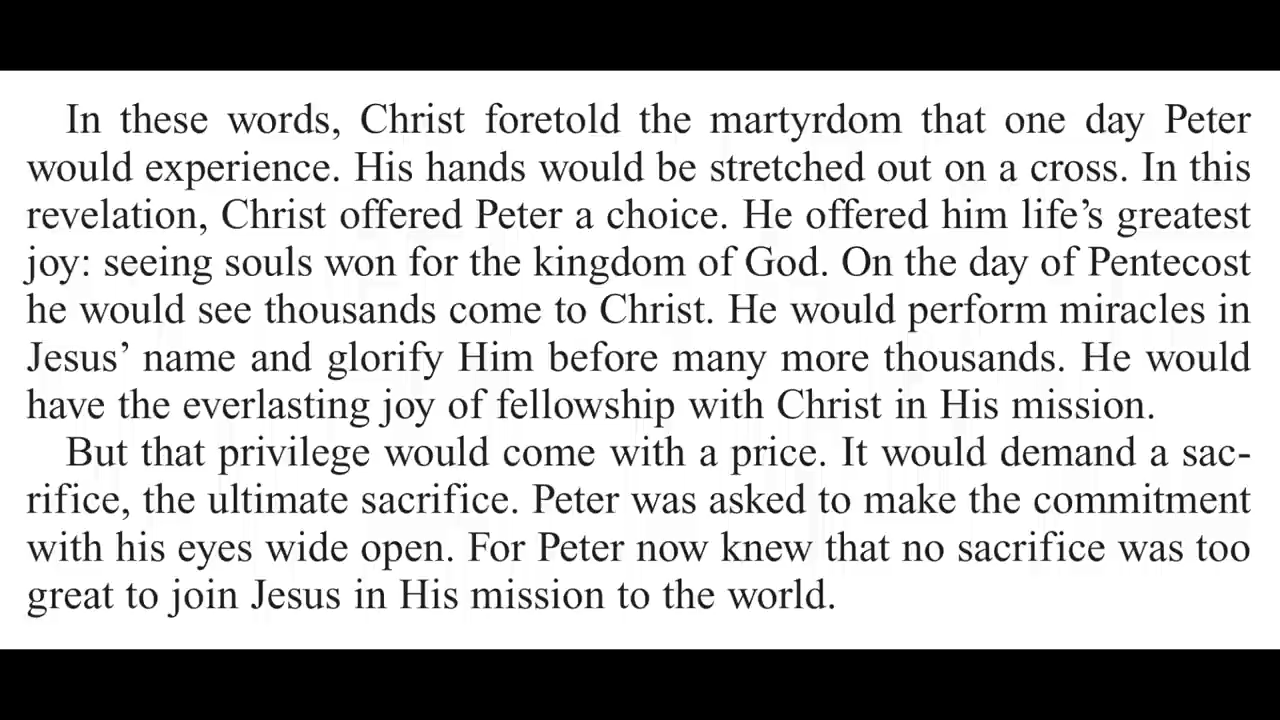 In these words, Christ foretold the martyrdom that one day Peter
would experience. His hands would be stretched out on a cross. In this
revelation, Christ offered Peter a choice. He offered him life’s greatest
joy: seeing souls won for the kingdom of God. On the day of Pentecost
he would see thousands come to Christ. He would perform miracles in
Jesus’ name and glorify Him before many more thousands. He would
have the everlasting joy of fellowship with Christ in His mission.
But that privilege would come with a price. It would demand a sac-
rifice, the ultimate sacrifice. Peter was asked to make the commitment
with his eyes wide open. For Peter now knew that no sacrifice was too
great to join Jesus in His mission to the world.